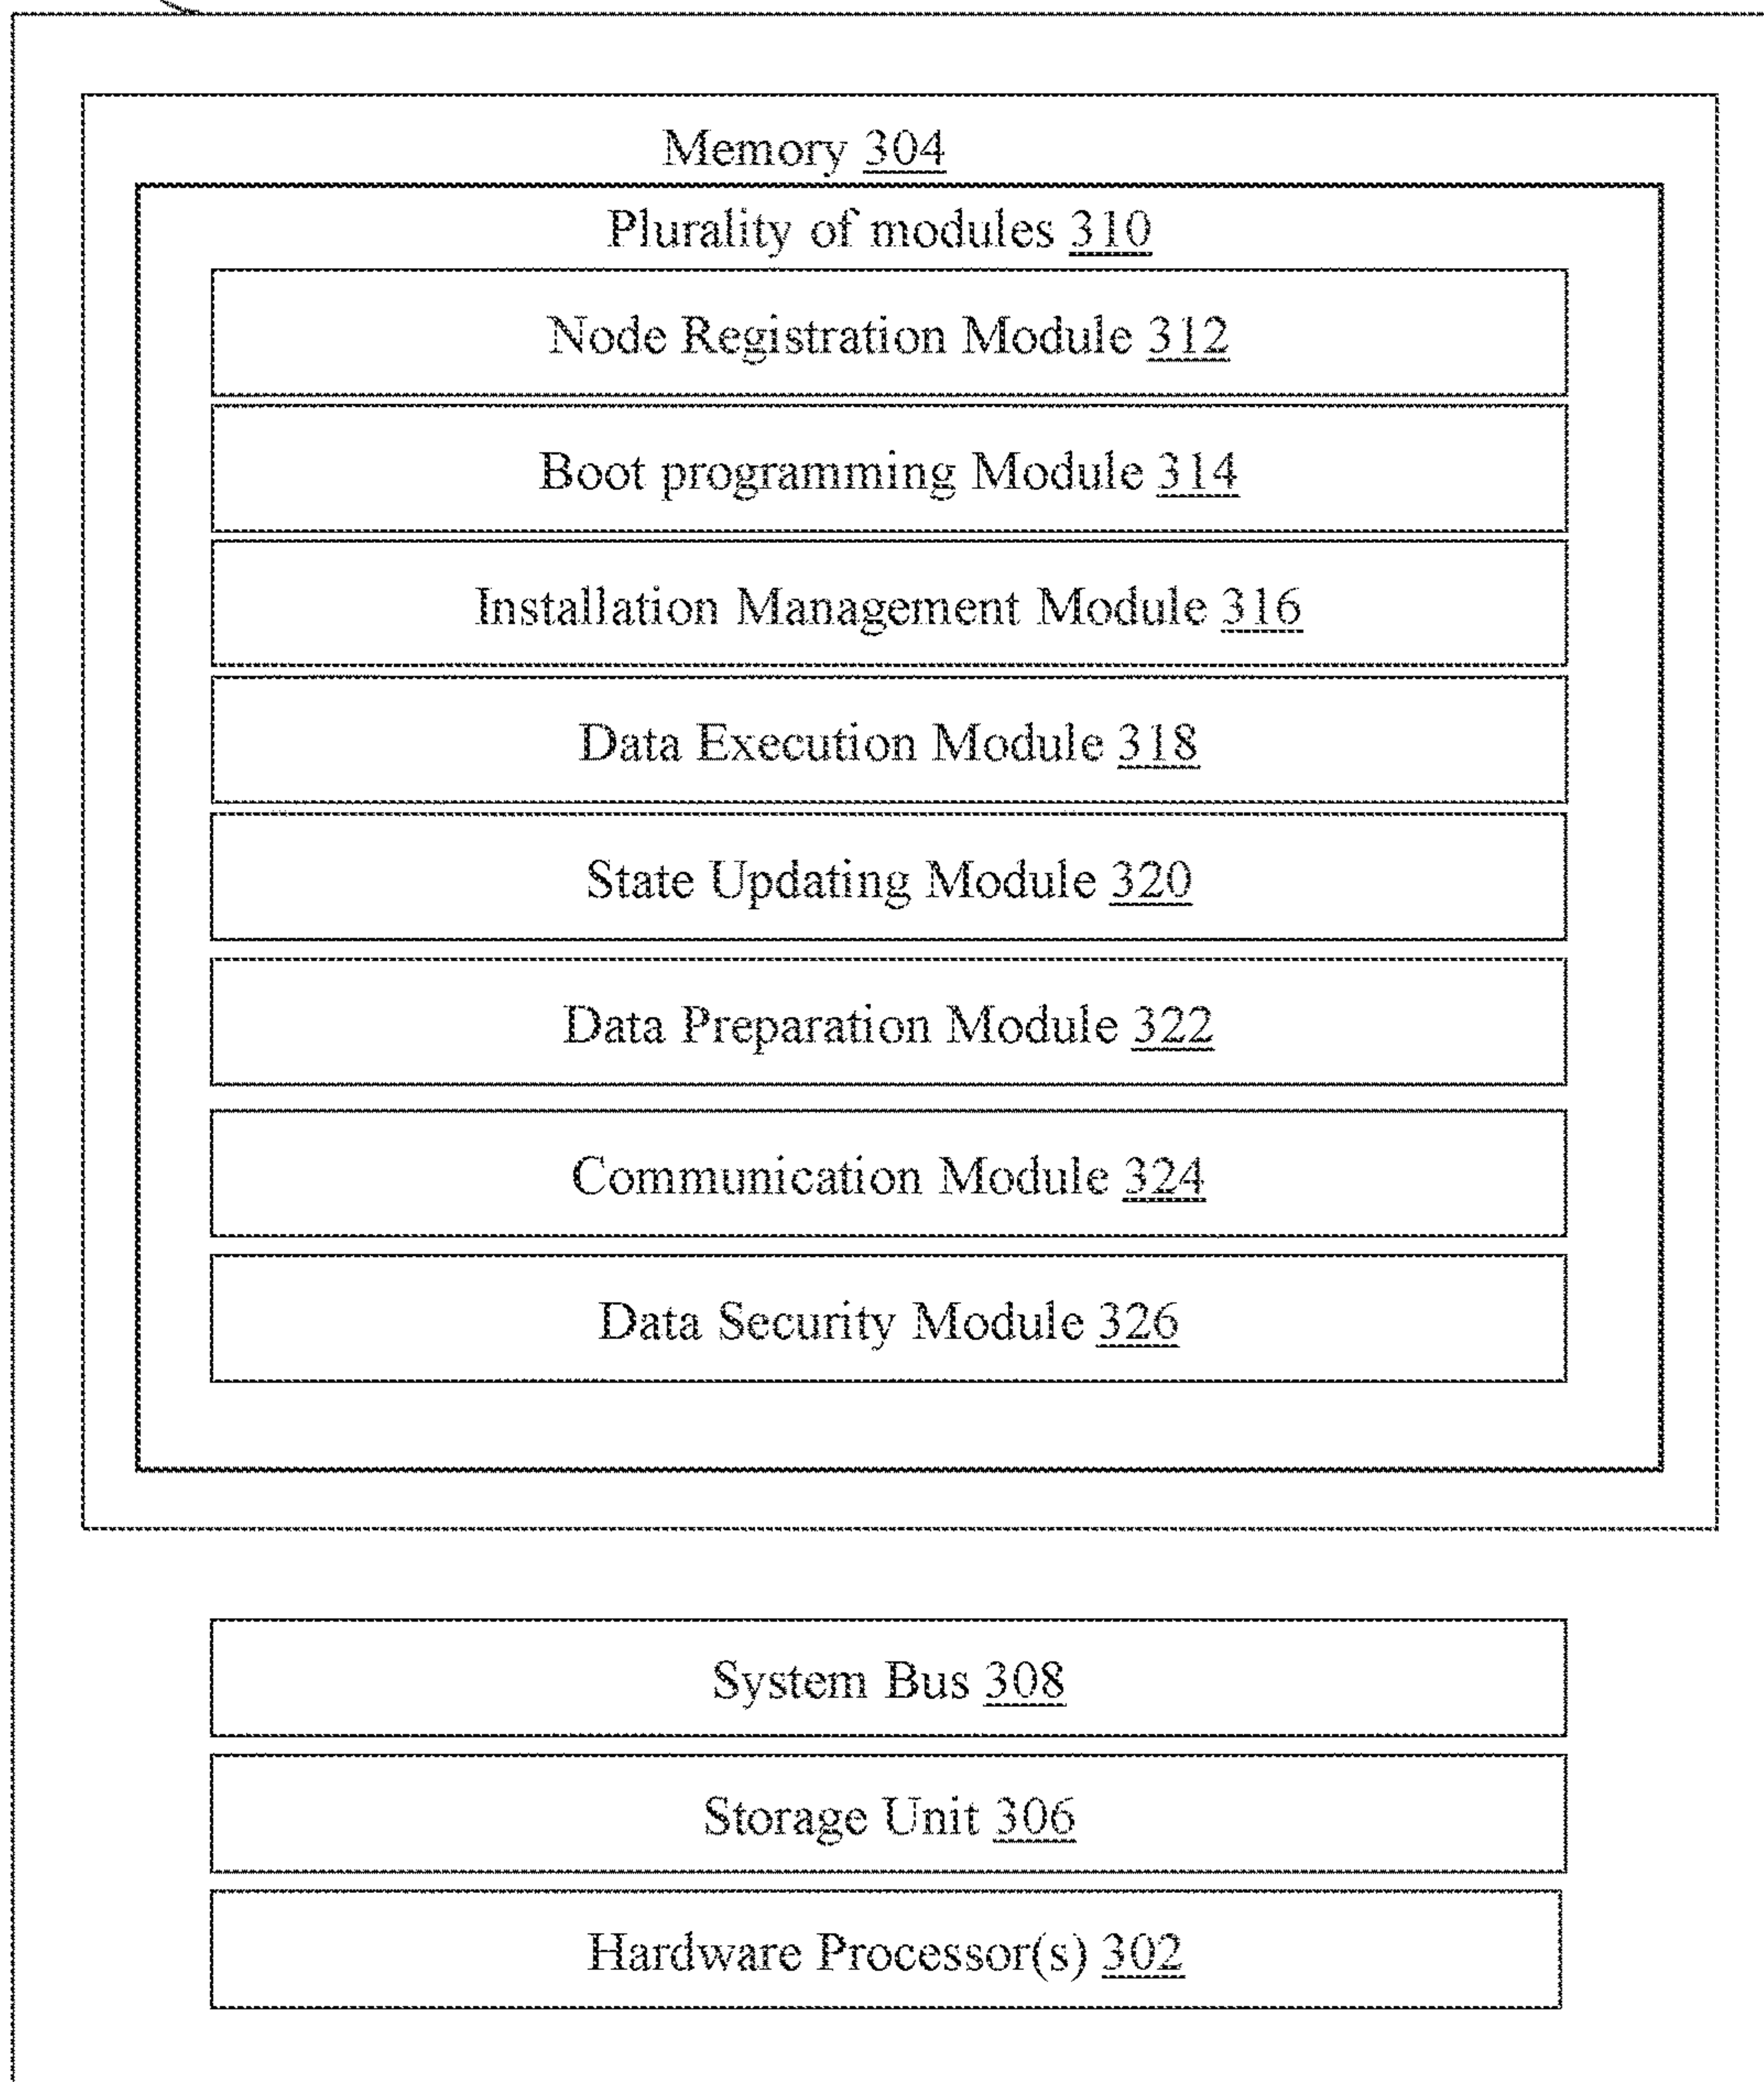 Memory 304
Plurality of modules 310
Node Registration Module 312
Boot programming Module 314
Installation Management Module 316
Data Execution Module 318
State Updating Module 320
Data Preparation Module 322
Communication Module 324
Data Security Module 326
System Bus 308
Storage Unit 306
Hardware Processor(s) 302